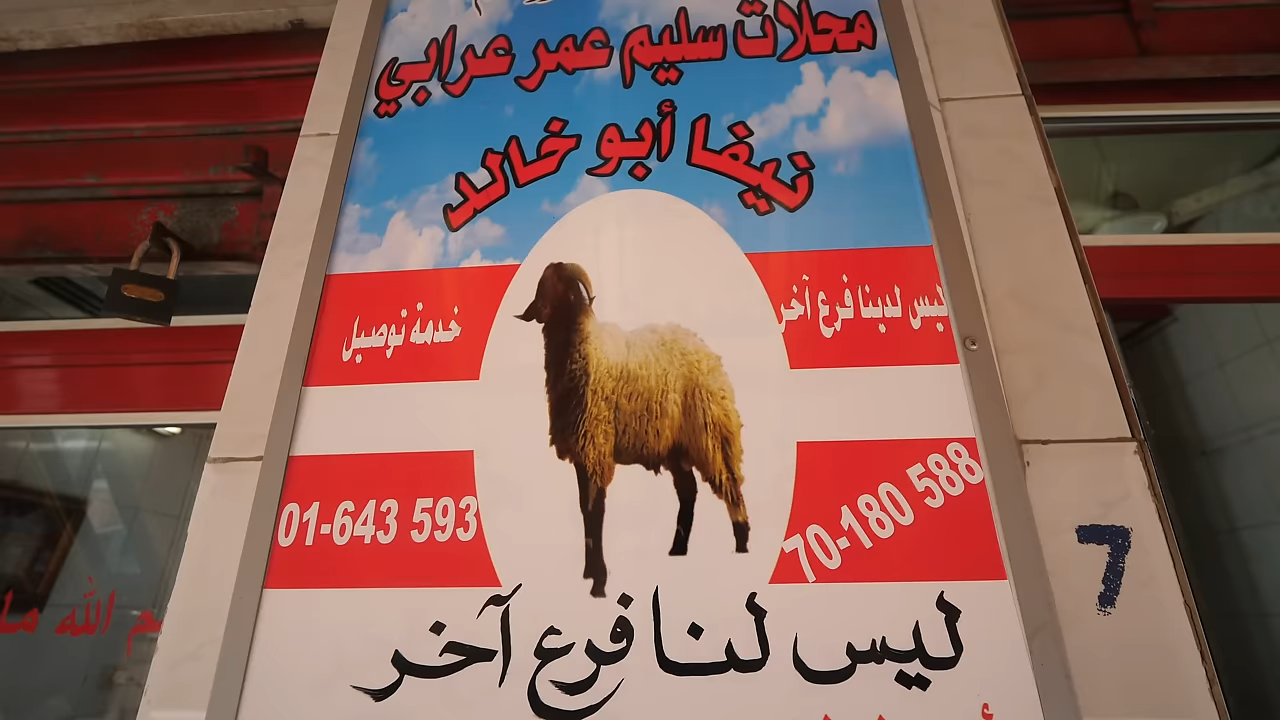 محلات سليم عمر عرابي
نيفا أبو خالد
ليس لدينا فرع آخر
خدمة توصيل
01-643 593
70-180 588
ليس لنا فرع آخر
7
الله